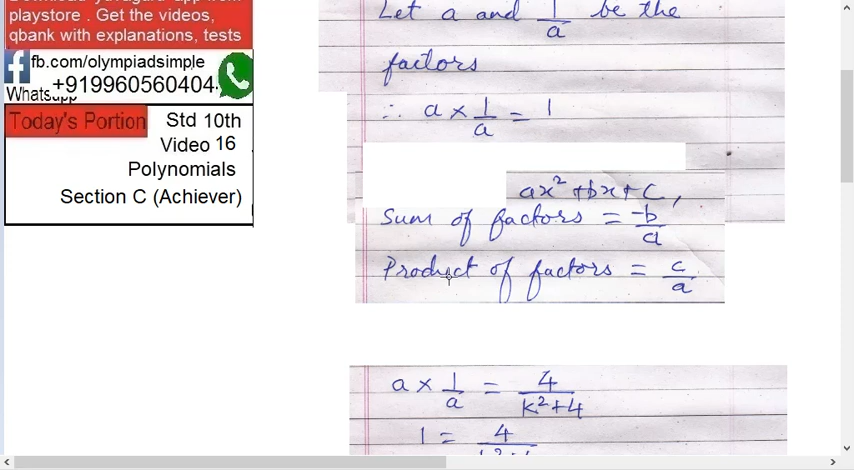 playstore . Get the videos,
qbank with explanations, tests
fb.com/olympiadsimple
Whatsupp +919960560404
Today's Portion Std 10th
Video 16
Polynomials
Section C (Achiever)
Let a and 1/a be the
factors
∴ a × 1/a = 1
ax² + bx + c,
Sum of factors = -b/a
Product of factors = c/a
a × 1/a = 4/(k²+4)
1 = 4/